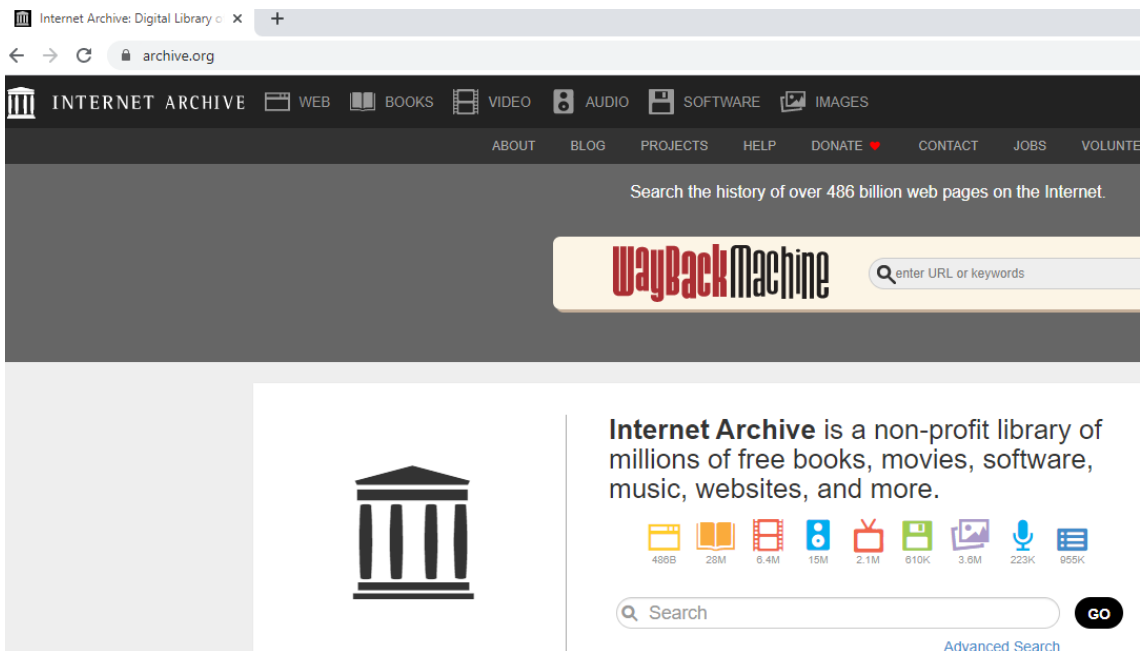 Internet Archive: Digital Library o
archive.org
INTERNET ARCHIVE WEB BOOKS VIDEO AUDIO SOFTWARE IMAGES
ABOUT BLOG PROJECTS HELP DONATE CONTACT JOBS VOLUNTE
Search the history of over 486 billion web pages on the Internet.
WayBackMachine enter URL or keywords
Internet Archive is a non-profit library of
millions of free books, movies, software,
music, websites, and more.
486B 28M 6.4M 15M 2.1M 610K 3.6M 223K 955K
Search GO
Advanced Search